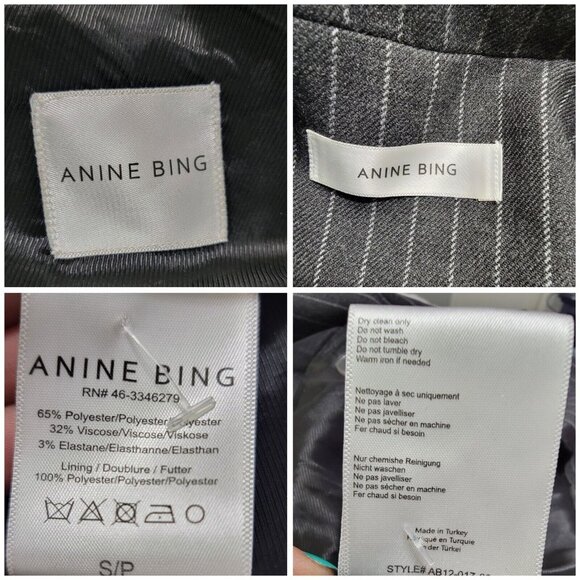 ANINE BING
ANINE BING
ANINE BING
RN# 46-3346279
65% Polyester/Polyester/
32% Viscose/Viscose/Viskose
3% Elastane/Elasthanne/Elasthan
Lining / Doublure / Futter
100% Polyester/Polyester/Polyester
S/P
Dry clean only
Do not wash
Do not bleach
Do not tumble dry
Warm iron if needed
Nettoyage à sec uniquement
Ne pas laver
Ne pas javelliser
Ne pas sécher en machine
Fer chaud si besoin
Nur chemishe Reinigung
Nicht waschen
Ne pas javelliser
Ne pas sécher en machine
Fer chaud si besoin
Made in Turkey
en Turquie
der Türkei
STYLE# AB12-017-